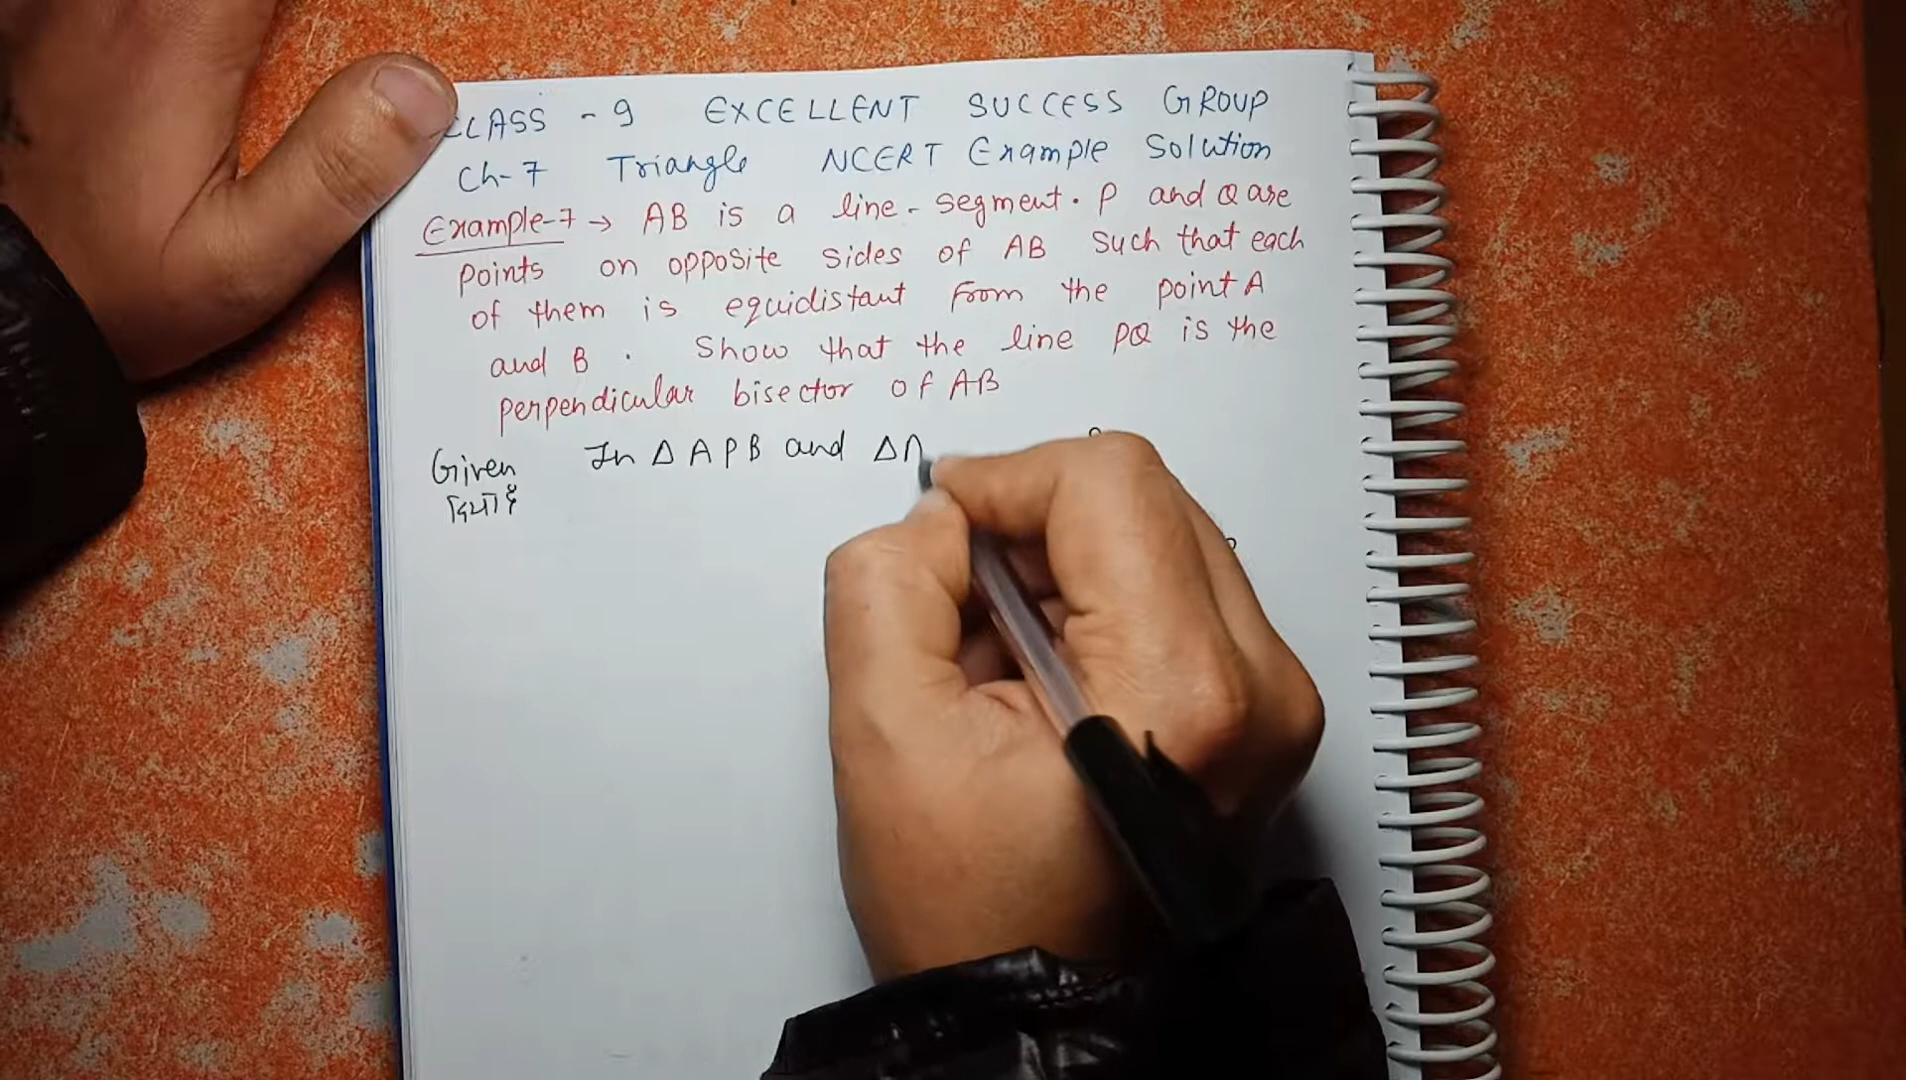 CLASS - 9 EXCELLENT SUCCESS GROUP
Ch-7 Triangle NCERT Example Solution
Example-7 → AB is a line-segment. P and Q are
points on opposite sides of AB such that each
of them is equidistant From the point A
and B. Show that the line PQ is the
perpendicular bisector of AB
Given In Δ APB and Δ
दिया है